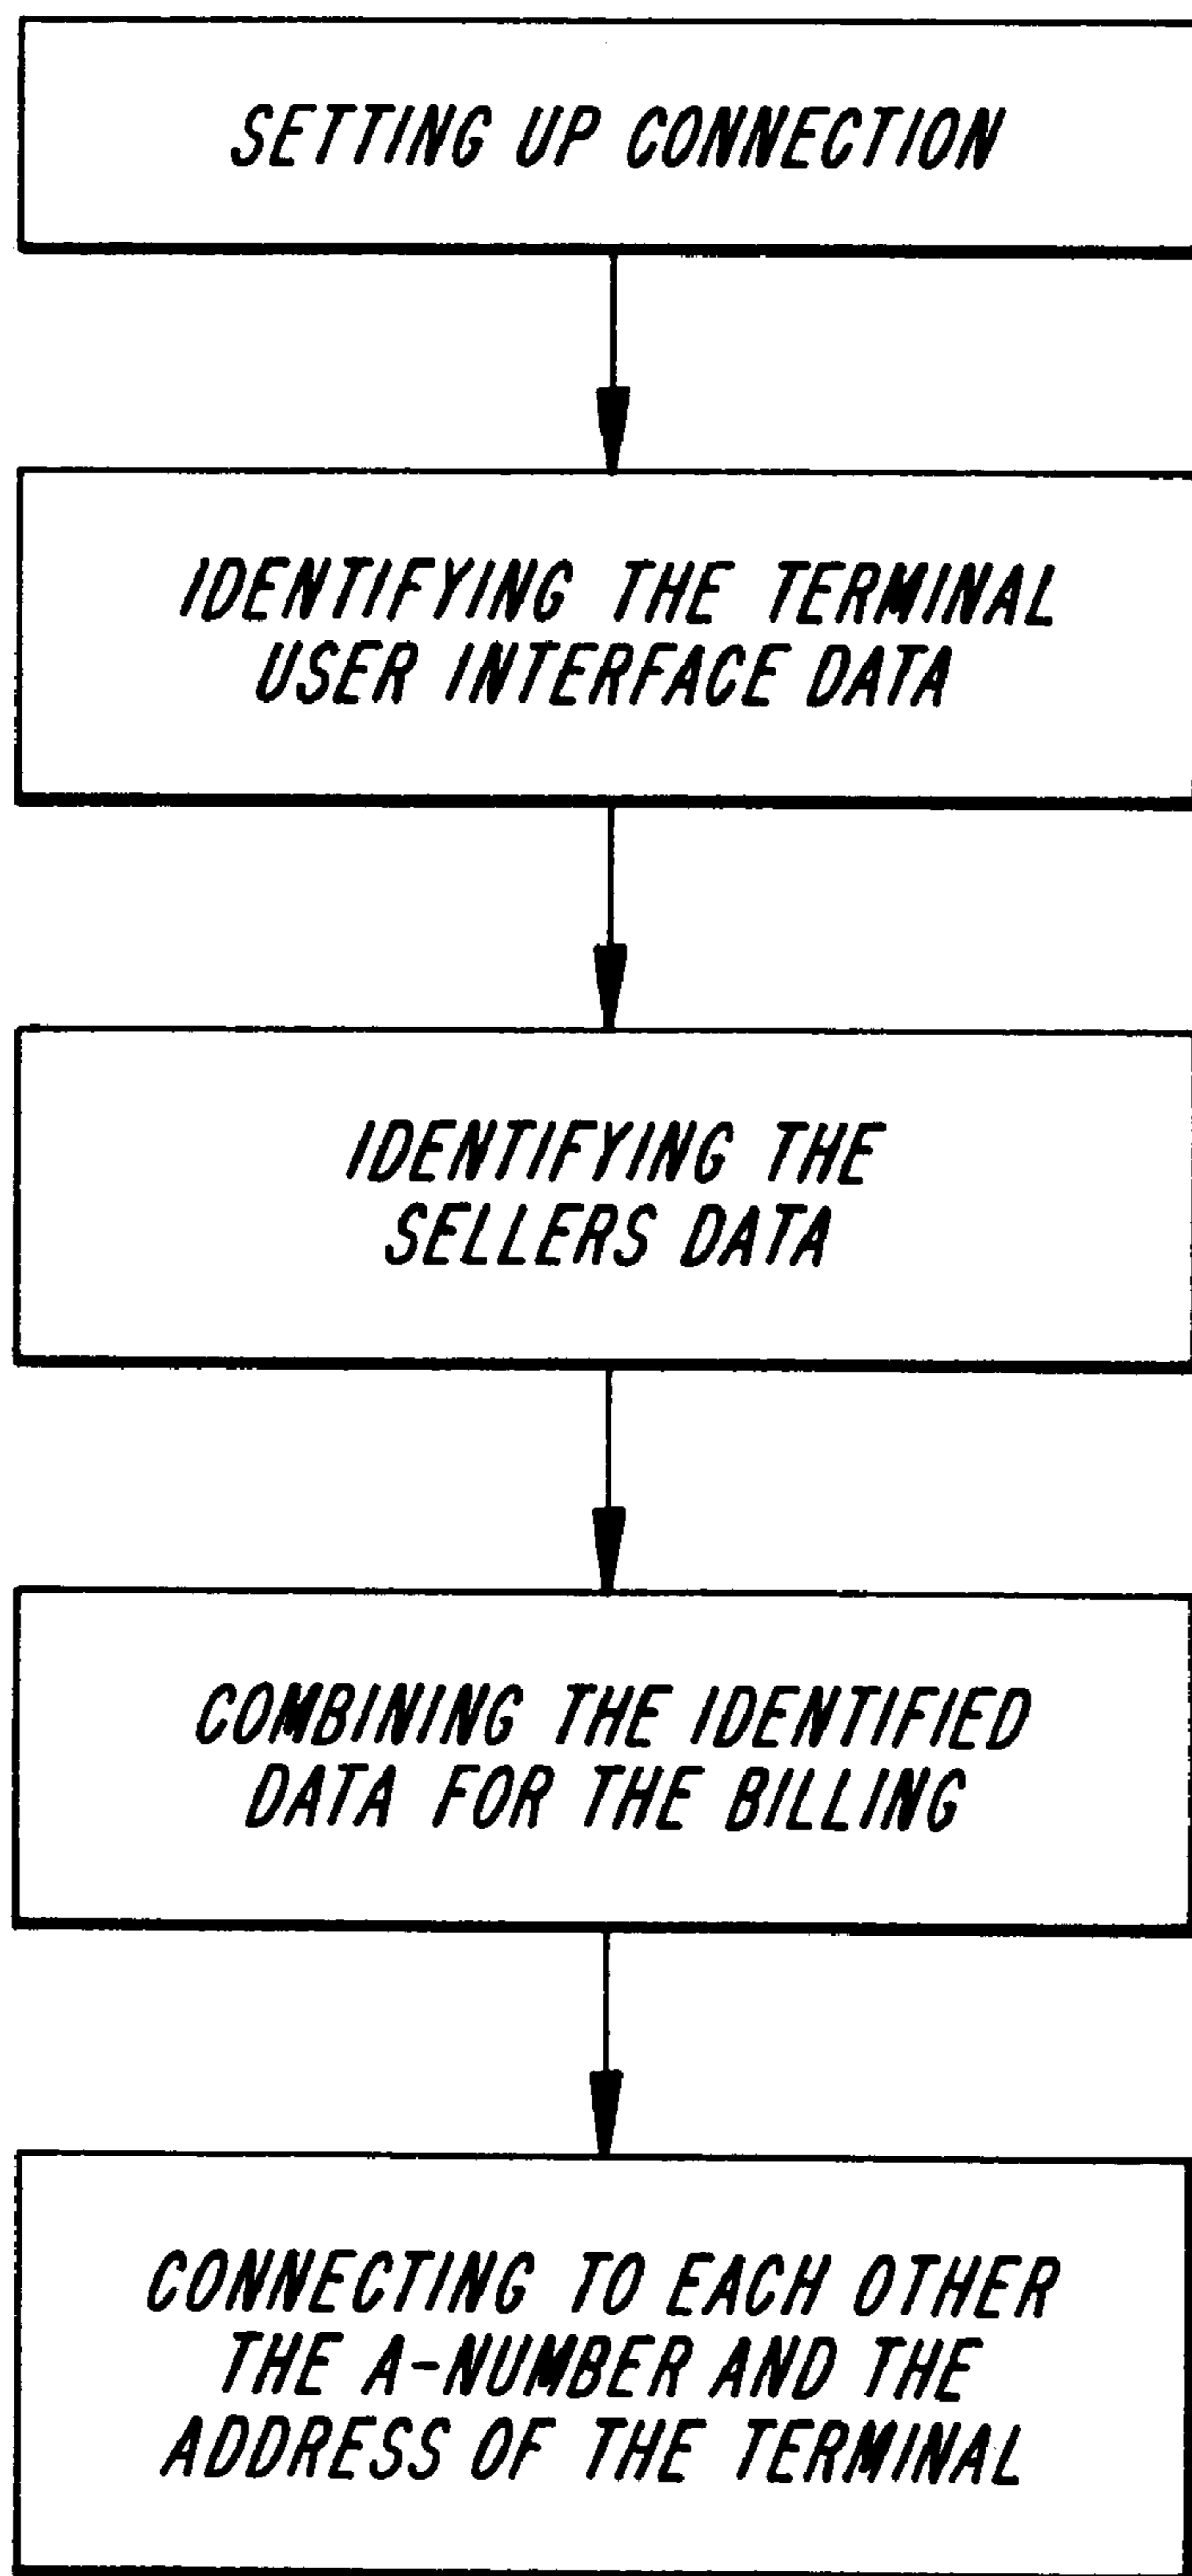 SETTING UP CONNECTION
IDENTIFYING THE TERMINAL
USER INTERFACE DATA
IDENTIFYING THE
SELLERS DATA
COMBINING THE IDENTIFIED
DATA FOR THE BILLING
CONNECTING TO EACH OTHER
THE A-NUMBER AND THE
ADDRESS OF THE TERMINAL